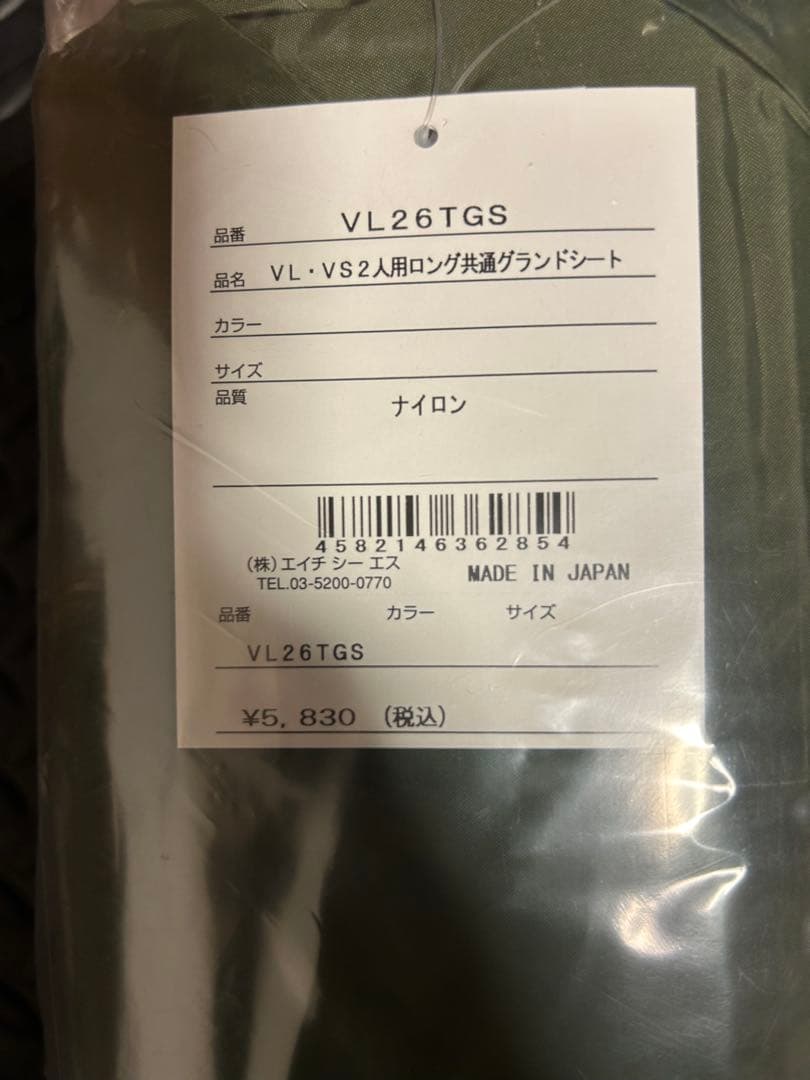 品番 VL26TGS
品名 VL・VS2人用ロング共通グランドシート
カラー
サイズ
品質 ナイロン
4582146362854
(株)エイチ シー エス
TEL.03-5200-0770 MADE IN JAPAN
品番 カラー サイズ
VL26TGS
¥5,830 (税込)